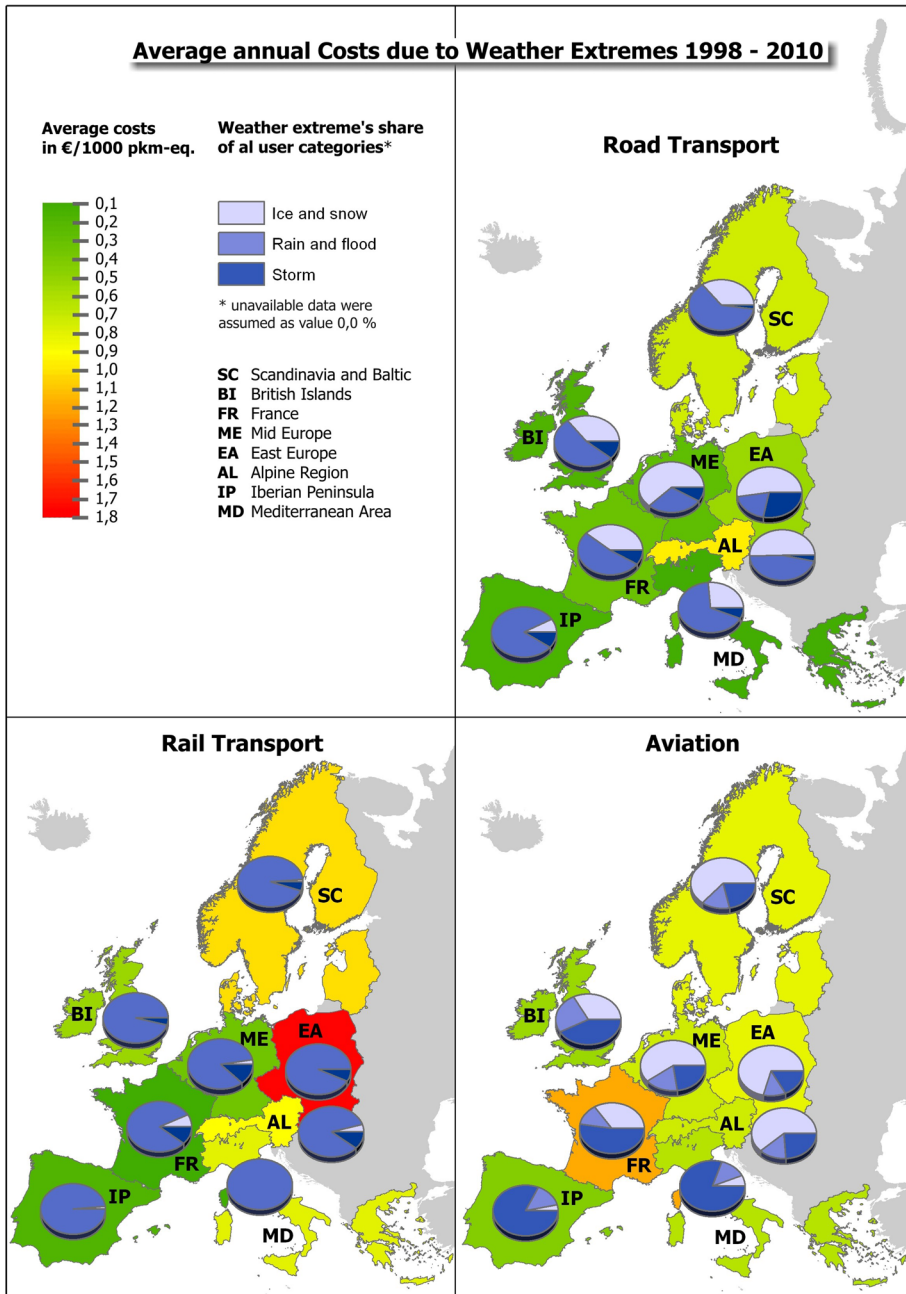 Average annual Costs due to Weather Extremes 1998 - 2010
Average costs
in €/1000 pkm-eq.
0,1
0,2
0,3
0,4
0,5
0,6
0,7
0,8
0,9
1,0
1,1
1,2
1,3
1,4
1,5
1,6
1,7
1,8
Weather extreme's share
of al user categories*
Ice and snow
Rain and flood
Storm
* unavailable data were
assumed as value 0,0 %
SC Scandinavia and Baltic
BI British Islands
FR France
ME Mid Europe
EA East Europe
AL Alpine Region
IP Iberian Peninsula
MD Mediterranean Area
Road Transport
SC
BI
ME
EA
AL
FR
IP
MD
Rail Transport
SC
BI
ME
EA
AL
FR
IP
MD
Aviation
SC
BI
ME
EA
AL
FR
IP
MD